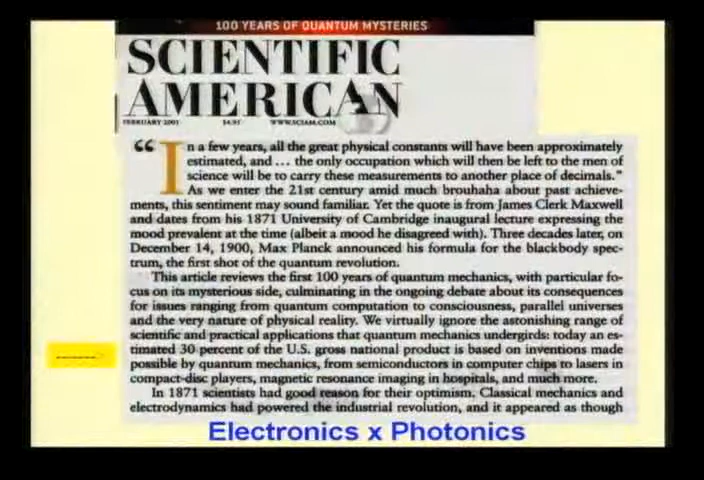 100 YEARS OF QUANTUM MYSTERIES
SCIENTIFIC
AMERICAN
FEBRUARY 2001 $4.95 WWW.SCIAM.COM
“In a few years, all the great physical constants will have been approximately
estimated, and ... the only occupation which will then be left to the men of
science will be to carry these measurements to another place of decimals.”
As we enter the 21st century amid much brouhaha about past achieve-
ments, this sentiment may sound familiar. Yet the quote is from James Clerk Maxwell
and dates from his 1871 University of Cambridge inaugural lecture expressing the
mood prevalent at the time (albeit a mood he disagreed with). Three decades later, on
December 14, 1900, Max Planck announced his formula for the blackbody spec-
trum, the first shot of the quantum revolution.
This article reviews the first 100 years of quantum mechanics, with particular fo-
cus on its mysterious side, culminating in the ongoing debate about its consequences
for issues ranging from quantum computation to consciousness, parallel universes
and the very nature of physical reality. We virtually ignore the astonishing range of
scientific and practical applications that quantum mechanics undergirds: today an es-
timated 30 percent of the U.S. gross national product is based on inventions made
possible by quantum mechanics, from semiconductors in computer chips to lasers in
compact-disc players, magnetic resonance imaging in hospitals, and much more.
In 1871 scientists had good reason for their optimism. Classical mechanics and
electrodynamics had powered the industrial revolution, and it appeared as though
Electronics x Photonics